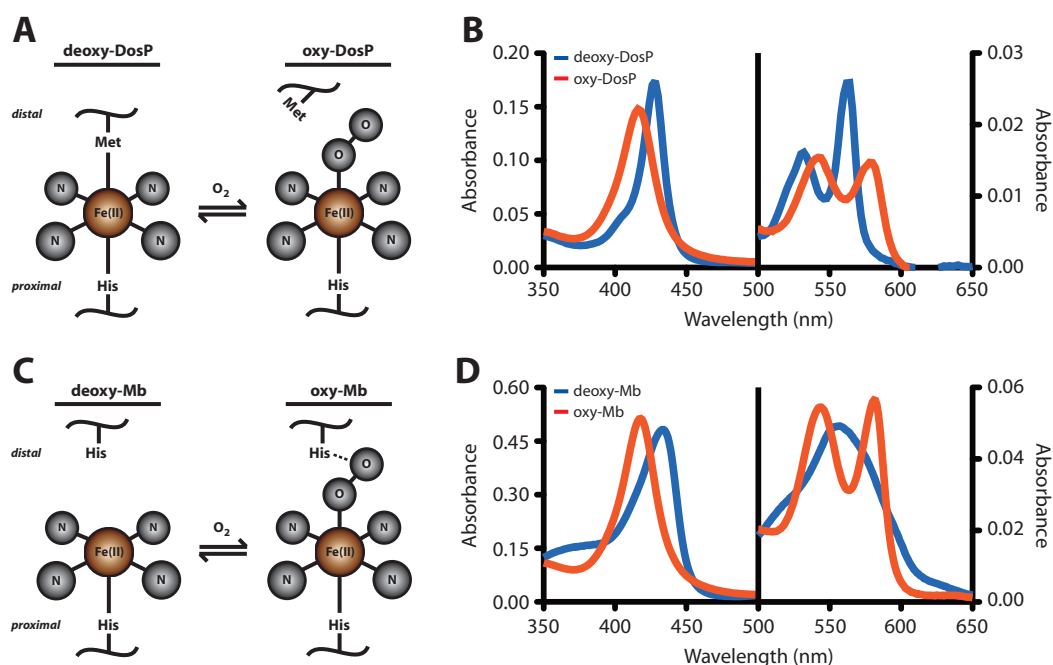 A
deoxy-DosP
oxy-DosP
distal
Met
Met
O
O
N
N
N
N
Fe(II)
O2
N
N
N
N
Fe(II)
proximal
His
His
B
deoxy-DosP
oxy-DosP
Absorbance
0.20
0.15
0.10
0.05
0.00
0.03
0.02
0.01
0.00
Absorbance
350
400
450
500
550
600
650
Wavelength (nm)
C
deoxy-Mb
oxy-Mb
distal
His
His
O
O
N
N
N
N
Fe(II)
O2
N
N
N
N
Fe(II)
proximal
His
His
D
deoxy-Mb
oxy-Mb
Absorbance
0.60
0.45
0.30
0.15
0.00
0.06
0.04
0.02
0.00
Absorbance
350
400
450
500
550
600
650
Wavelength (nm)